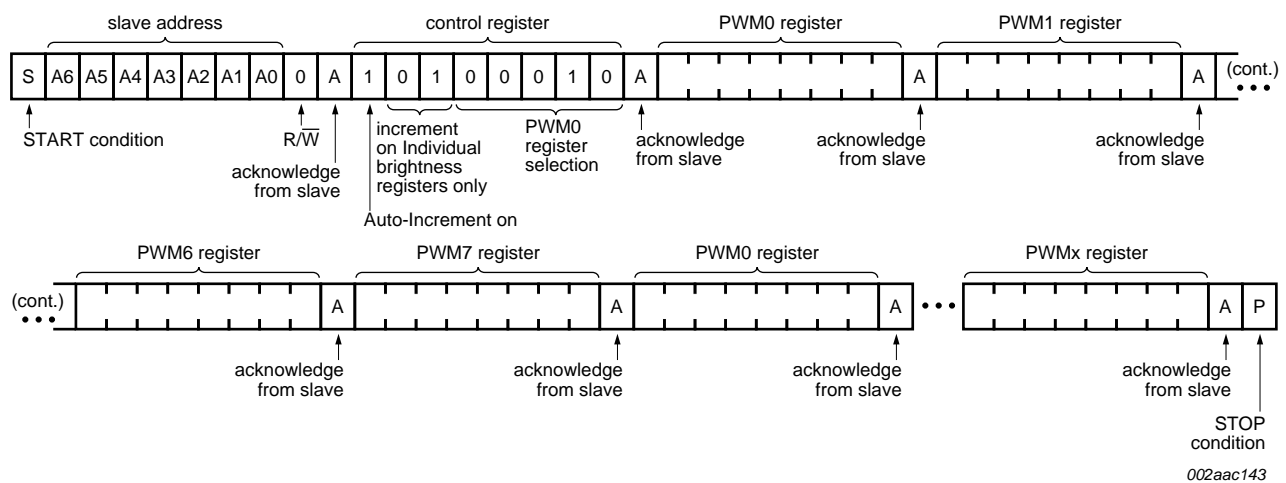 slave address control register PWM0 register PWM1 register
S A6 A5 A4 A3 A2 A1 A0 0 A 1 0 1 0 0 0 1 0 A A A (cont.)
START condition
R/W̅
acknowledge
from slave
increment
on Individual
brightness
registers only
Auto-Increment on
PWM0
register
selection
acknowledge
from slave
acknowledge
from slave
acknowledge
from slave
PWM6 register PWM7 register PWM0 register PWMx register
(cont.) A A A A P
acknowledge
from slave
acknowledge
from slave
acknowledge
from slave
acknowledge
from slave
STOP
condition
002aac143